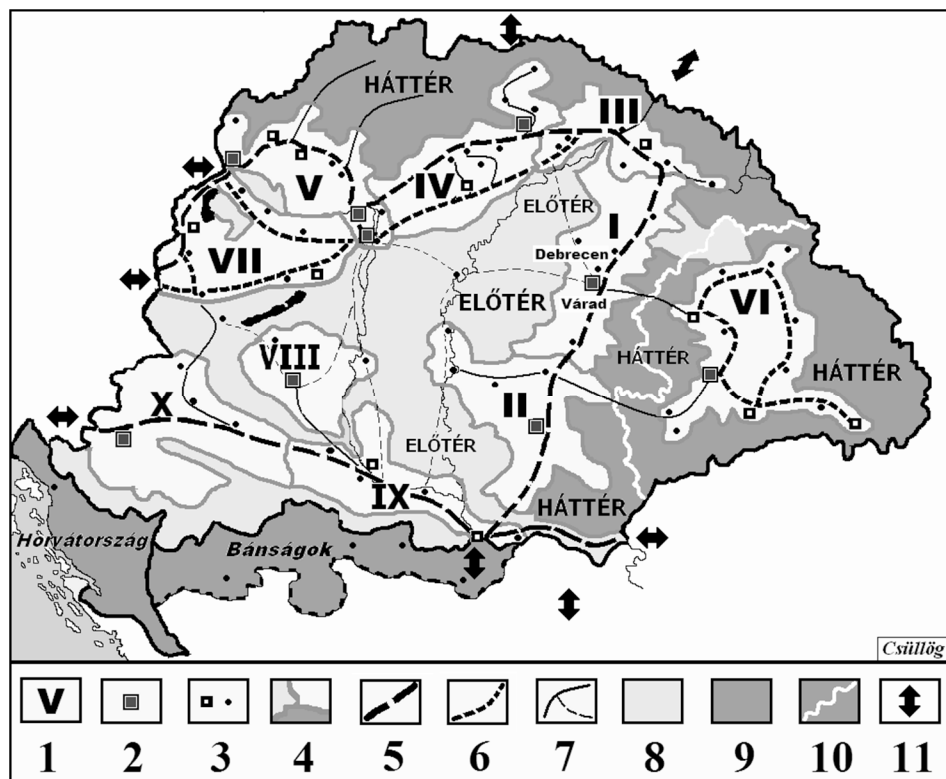 HÁTTÉR
III
V
IV
ELŐTÉR
I
Debrecen
VII
ELŐTÉR
Várad
VI
VIII
HÁTTÉR
HÁTTÉR
X
II
ELŐTÉR
IX
HÁTTÉR
Horvátország
Bánságok
Csüllög
V
1 2 3 4 5 6 7 8 9 10 11